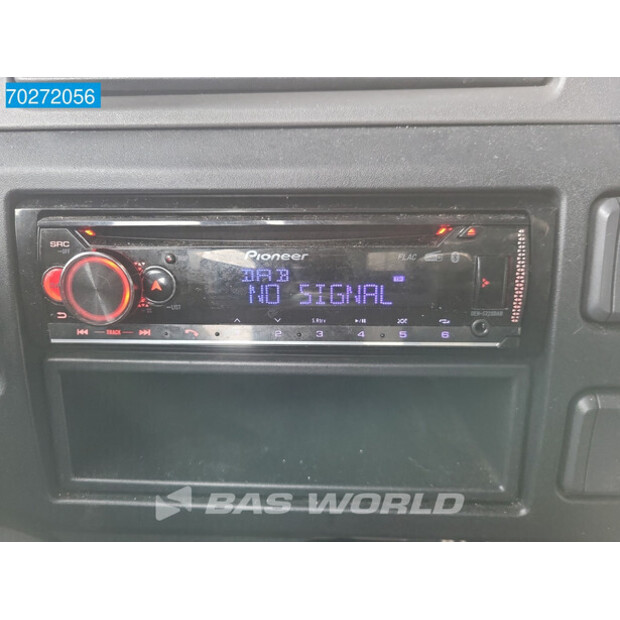 70272056
SRC
Pioneer
FLAC
DAB
NO SIGNAL
TRACK
2 3 4 5 6
BAS WORLD